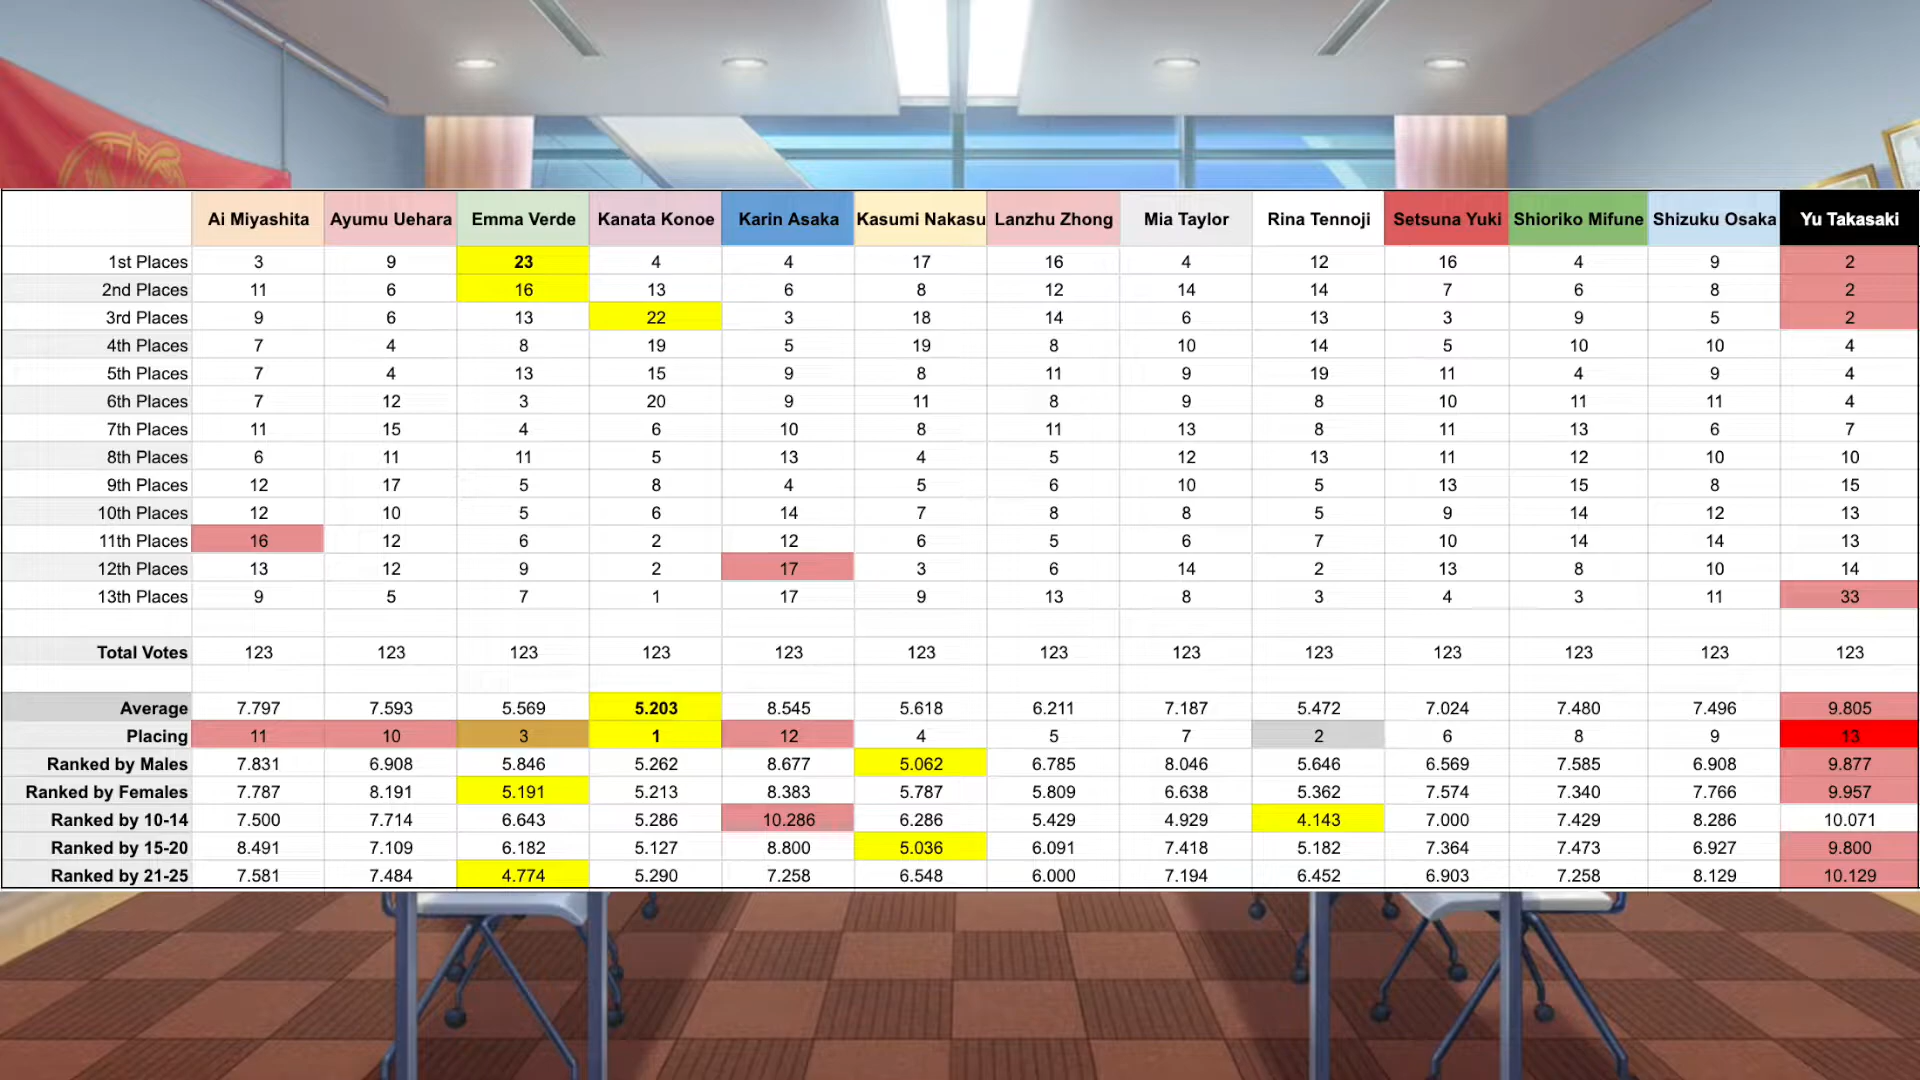 Ai Miyashita Ayumu Uehara Emma Verde Kanata Konoe Karin Asaka Kasumi Nakasu Lanzhu Zhong Mia Taylor Rina Tennoji Setsuna Yuki Shioriko Mifune Shizuku Osaka Yu Takasaki
1st Places 3 9 23 4 4 17 16 4 12 16 4 9 2
2nd Places 11 6 16 13 6 8 12 14 14 7 6 8 2
3rd Places 9 6 13 22 3 18 14 6 13 3 9 5 2
4th Places 7 4 8 19 5 19 8 10 14 5 10 10 4
5th Places 7 4 13 15 9 8 11 9 19 11 4 9 4
6th Places 7 12 3 20 9 11 8 9 8 10 11 11 4
7th Places 11 15 4 6 10 8 11 13 8 11 13 6 7
8th Places 6 11 11 5 13 4 5 12 13 11 12 10 10
9th Places 12 17 5 8 4 5 6 10 5 13 15 8 15
10th Places 12 10 5 6 14 7 8 8 5 9 14 12 13
11th Places 16 12 6 2 12 6 5 6 7 10 14 14 13
12th Places 13 12 9 2 17 3 6 14 2 13 8 10 14
13th Places 9 5 7 1 17 9 13 8 3 4 3 11 33
Total Votes 123 123 123 123 123 123 123 123 123 123 123 123 123
Average 7.797 7.593 5.569 5.203 8.545 5.618 6.211 7.187 5.472 7.024 7.480 7.496 9.805
Placing 11 10 3 1 12 4 5 7 2 6 8 9 13
Ranked by Males 7.831 6.908 5.846 5.262 8.677 5.062 6.785 8.046 5.646 6.569 7.585 6.908 9.877
Ranked by Females 7.787 8.191 5.191 5.213 8.383 5.787 5.809 6.638 5.362 7.574 7.340 7.766 9.957
Ranked by 10-14 7.500 7.714 6.643 5.286 10.286 6.286 5.429 4.929 4.143 7.000 7.429 8.286 10.071
Ranked by 15-20 8.491 7.109 6.182 5.127 8.800 5.036 6.091 7.418 5.182 7.364 7.473 6.927 9.800
Ranked by 21-25 7.581 7.484 4.774 5.290 7.258 6.548 6.000 7.194 6.452 6.903 7.258 8.129 10.129